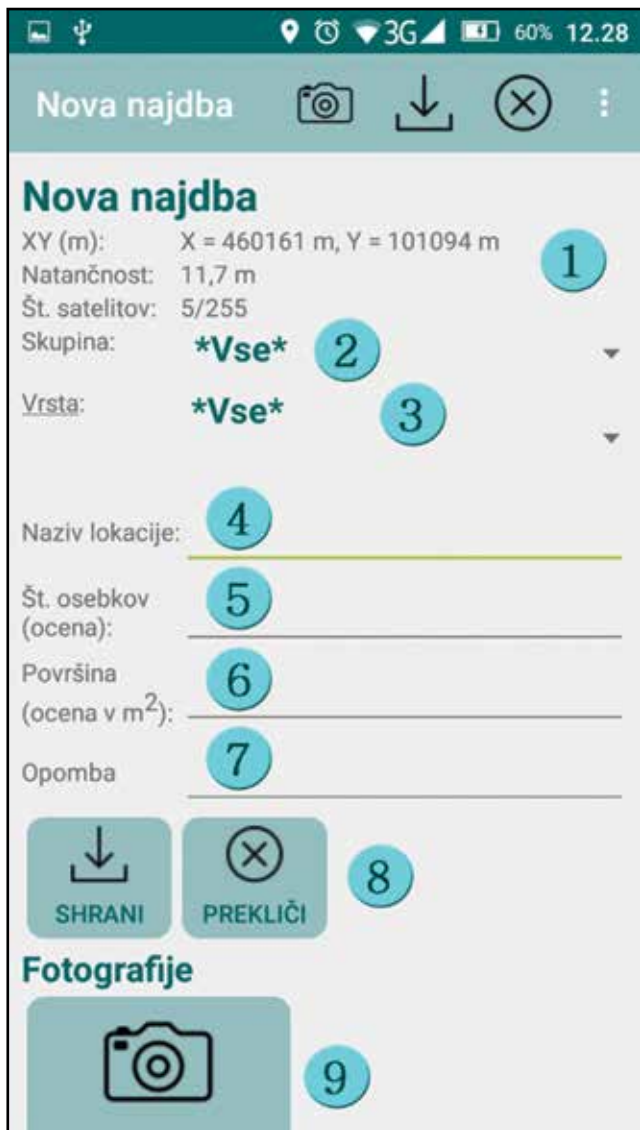 3G 60% 12.28
Nova najdba
Nova najdba
XY (m): X = 460161 m, Y = 101094 m
1
Natančnost: 11,7 m
Št. satelitov: 5/255
Skupina: *Vse* 2
Vrsta: *Vse* 3
Naziv lokacije: 4
Št. osebkov
(ocena): 5
Površina
(ocena v m²): 6
Opomba 7
SHRANI PREKLIČI 8
Fotografije
9